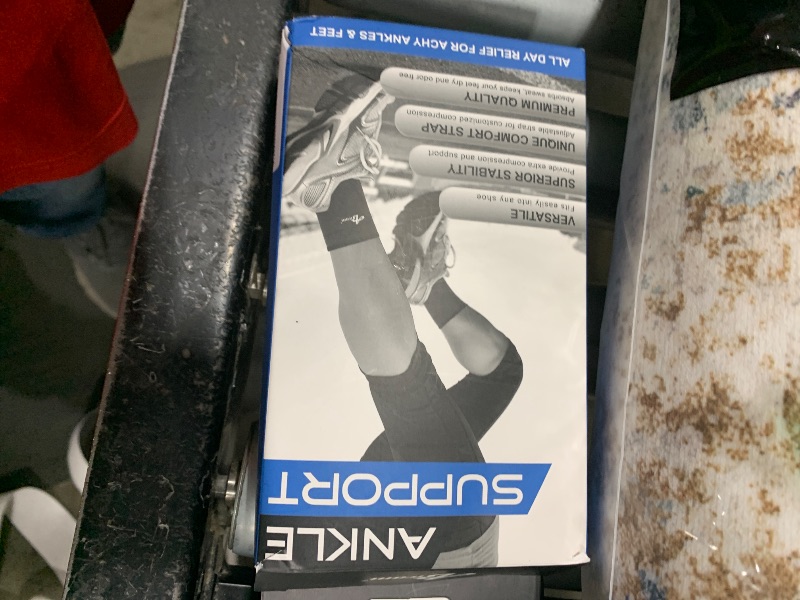 ANKLE
SUPPORT
VERSATILE
Fits easily into any shoe
SUPERIOR STABILITY
Provide extra compression and support
UNIQUE COMFORT STRAP
Adjustable strap for customized compression
PREMIUM QUALITY
Absorbs sweat, keeps your feet dry and odor free
ALL DAY RELIEF FOR ACHY ANKLES & FEET